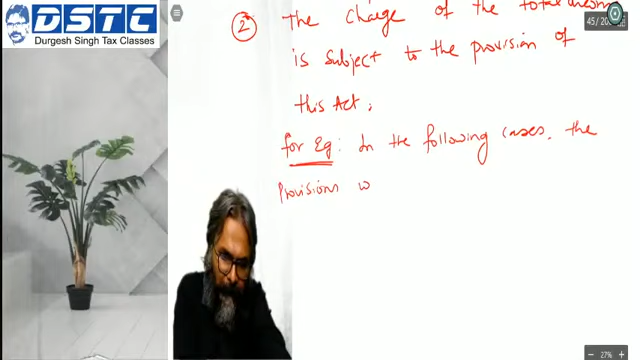 DSTC
Durgesh Singh Tax Classes
45/20
2 The Charge of the total
is subject to the provision of
this Act.
for Eg: In the following cases, the
Provisions w
27%